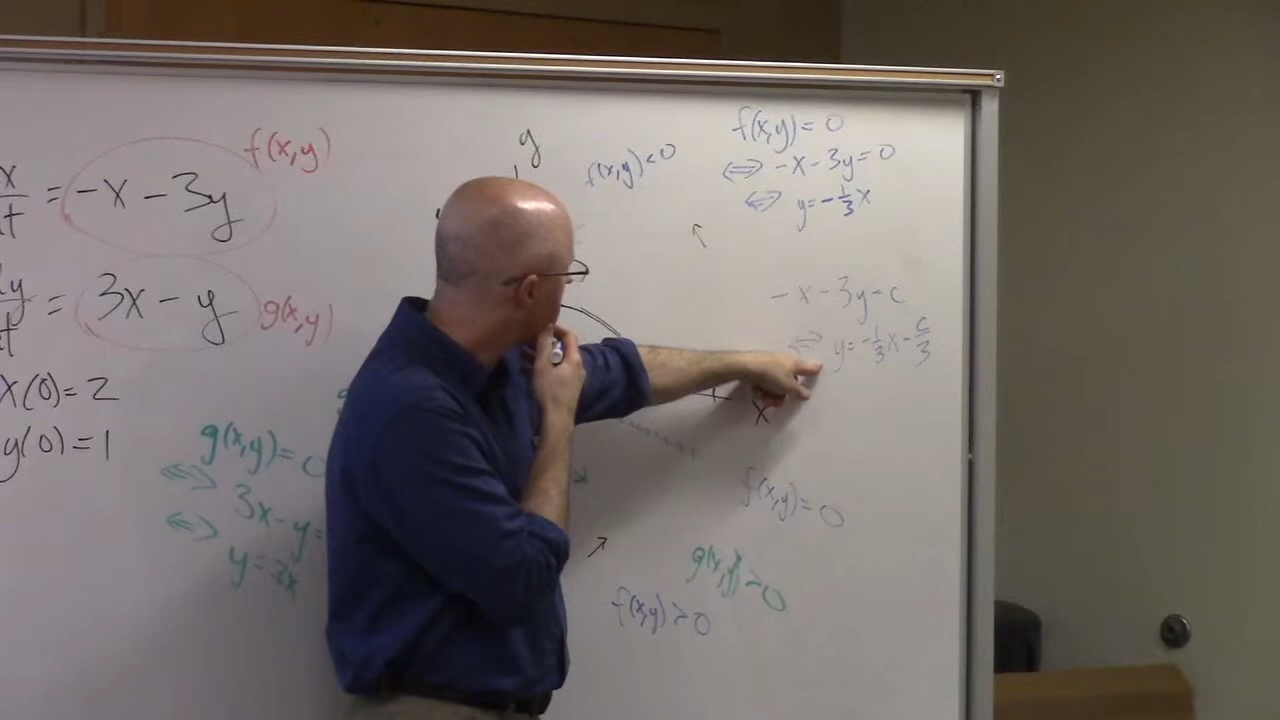 = -x - 3y
f(x,y)
= 3x - y
g(x,y)
x(0) = 2
y(0) = 1
g(x,y) = 0
⇔ 3x - y =
⇔ y = 3x
y
f(x,y) < 0
f(x,y) = 0
⇔ -x - 3y = 0
⇔ y = -1/3 x
-x - 3y = c
⇔ y = -1/3 x - c/3
x
f(x,y) = 0
g(x,y) > 0
f(x,y) > 0